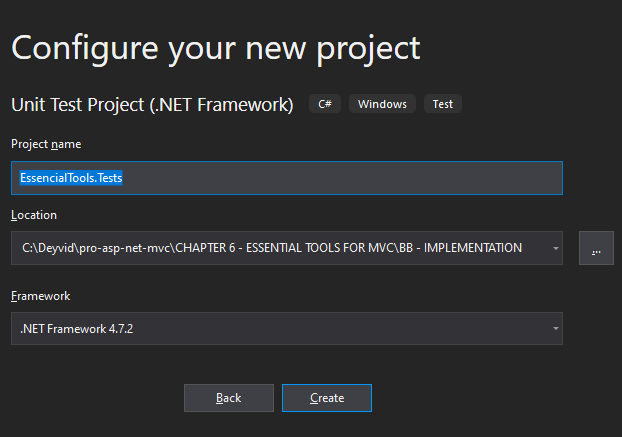 Configure your new project
Unit Test Project (.NET Framework) C# Windows Test
Project name
EssencialTools.Tests
Location
C:\Deyvid\pro-asp-net-mvc\CHAPTER 6 - ESSENTIAL TOOLS FOR MVC\BB - IMPLEMENTATION
...
Framework
.NET Framework 4.7.2
Back Create